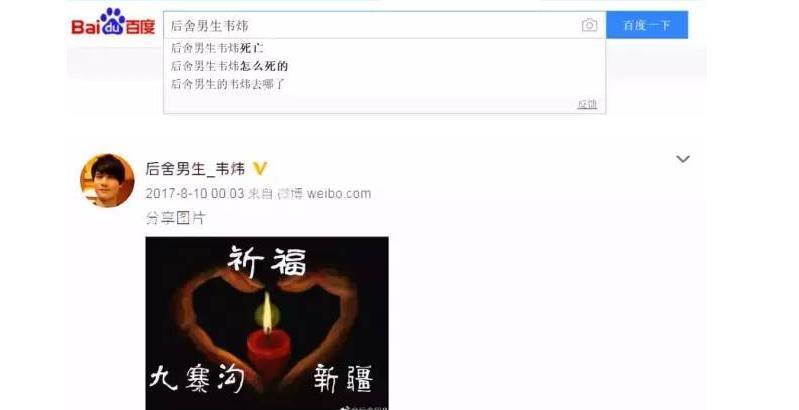 Baidu百度
后舍男生韦炜
百度一下
后舍男生韦炜死亡
后舍男生韦炜怎么死的
后舍男生的韦炜去哪了
反馈
后舍男生_韦炜
2017-8-10 00:03 来自 微博 weibo.com
分享图片
祈福
九寨沟 新疆